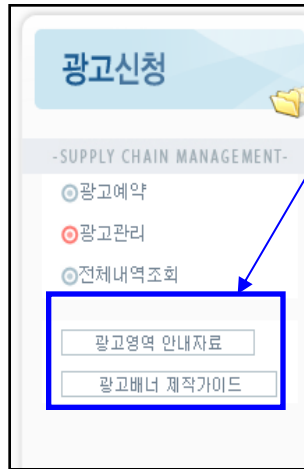 광고신청
-SUPPLY CHAIN MANAGEMENT-
광고예약
광고관리
전체내역조회
광고영역 안내자료
광고배너 제작가이드